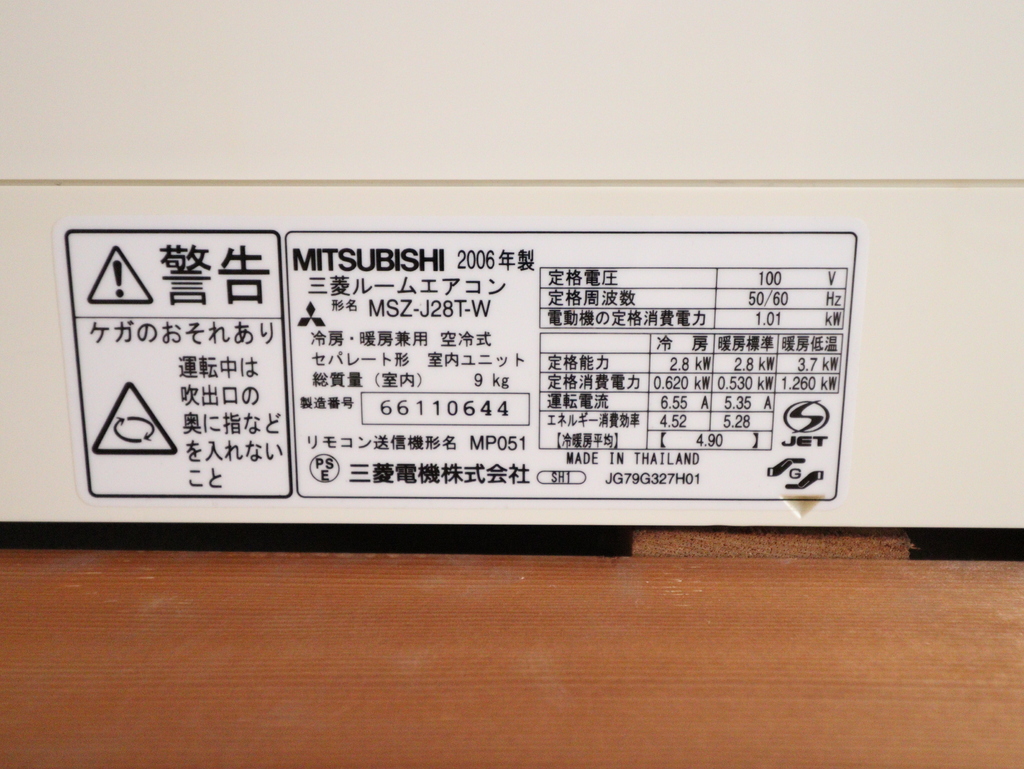 警告
ケガのおそれあり
運転中は
吹出口の
奥に指など
を入れない
こと
MITSUBISHI 2006年製
三菱ルームエアコン
形名 MSZ-J28T-W
冷房・暖房兼用 空冷式
セパレート形 室内ユニット
総質量(室内) 9 kg
製造番号 66110644
リモコン送信機形名 MP051
PSE 三菱電機株式会社
定格電圧 100 V
定格周波数 50/60 Hz
電動機の定格消費電力 1.01 kW
冷房 暖房標準 暖房低温
定格能力 2.8 kW 2.8 kW 3.7 kW
定格消費電力 0.620 kW 0.530 kW 1.260 kW
運転電流 6.55 A 5.35 A
エネルギー消費効率 4.52 5.28
【冷暖房平均】 【 4.90 】
S JET
MADE IN THAILAND
SH1 JG79G327H01
G